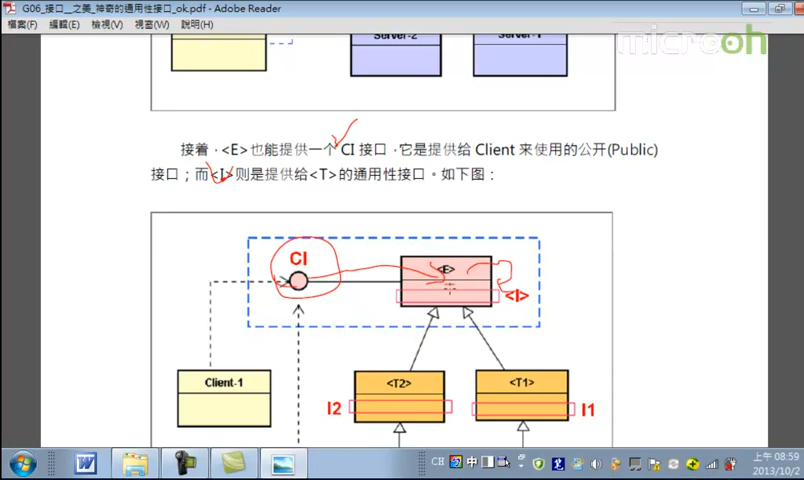 G06_接口__之美_神奇的通用性接口_ok.pdf - Adobe Reader
檔案(F) 編輯(E) 檢視(V) 視窗(W) 說明(H)
microoh
Server-2
Server-1
接着，<E>也能提供一个 CI 接口，它是提供给 Client 来使用的公开(Public)
接口；而<I>则是提供给<T>的通用性接口。如下图：
CI
<E>
<I>
Client-1
<T2>
<T1>
I2
I1
CH
中
上午 08:59
2013/10/2